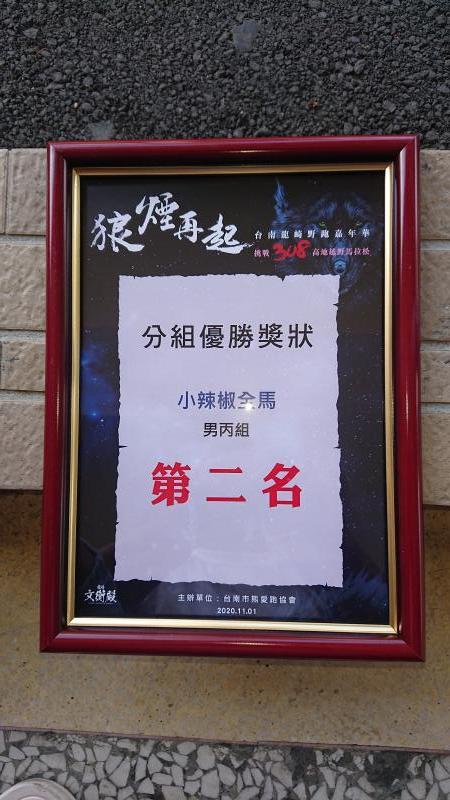 狼煙再起
台南龍崎野跑嘉年華
挑戰308高地越野馬拉松
分組優勝獎狀
小辣椒全馬
男丙組
第二名
文衡殿
主辦單位：台南市熊愛跑協會
2020.11.01